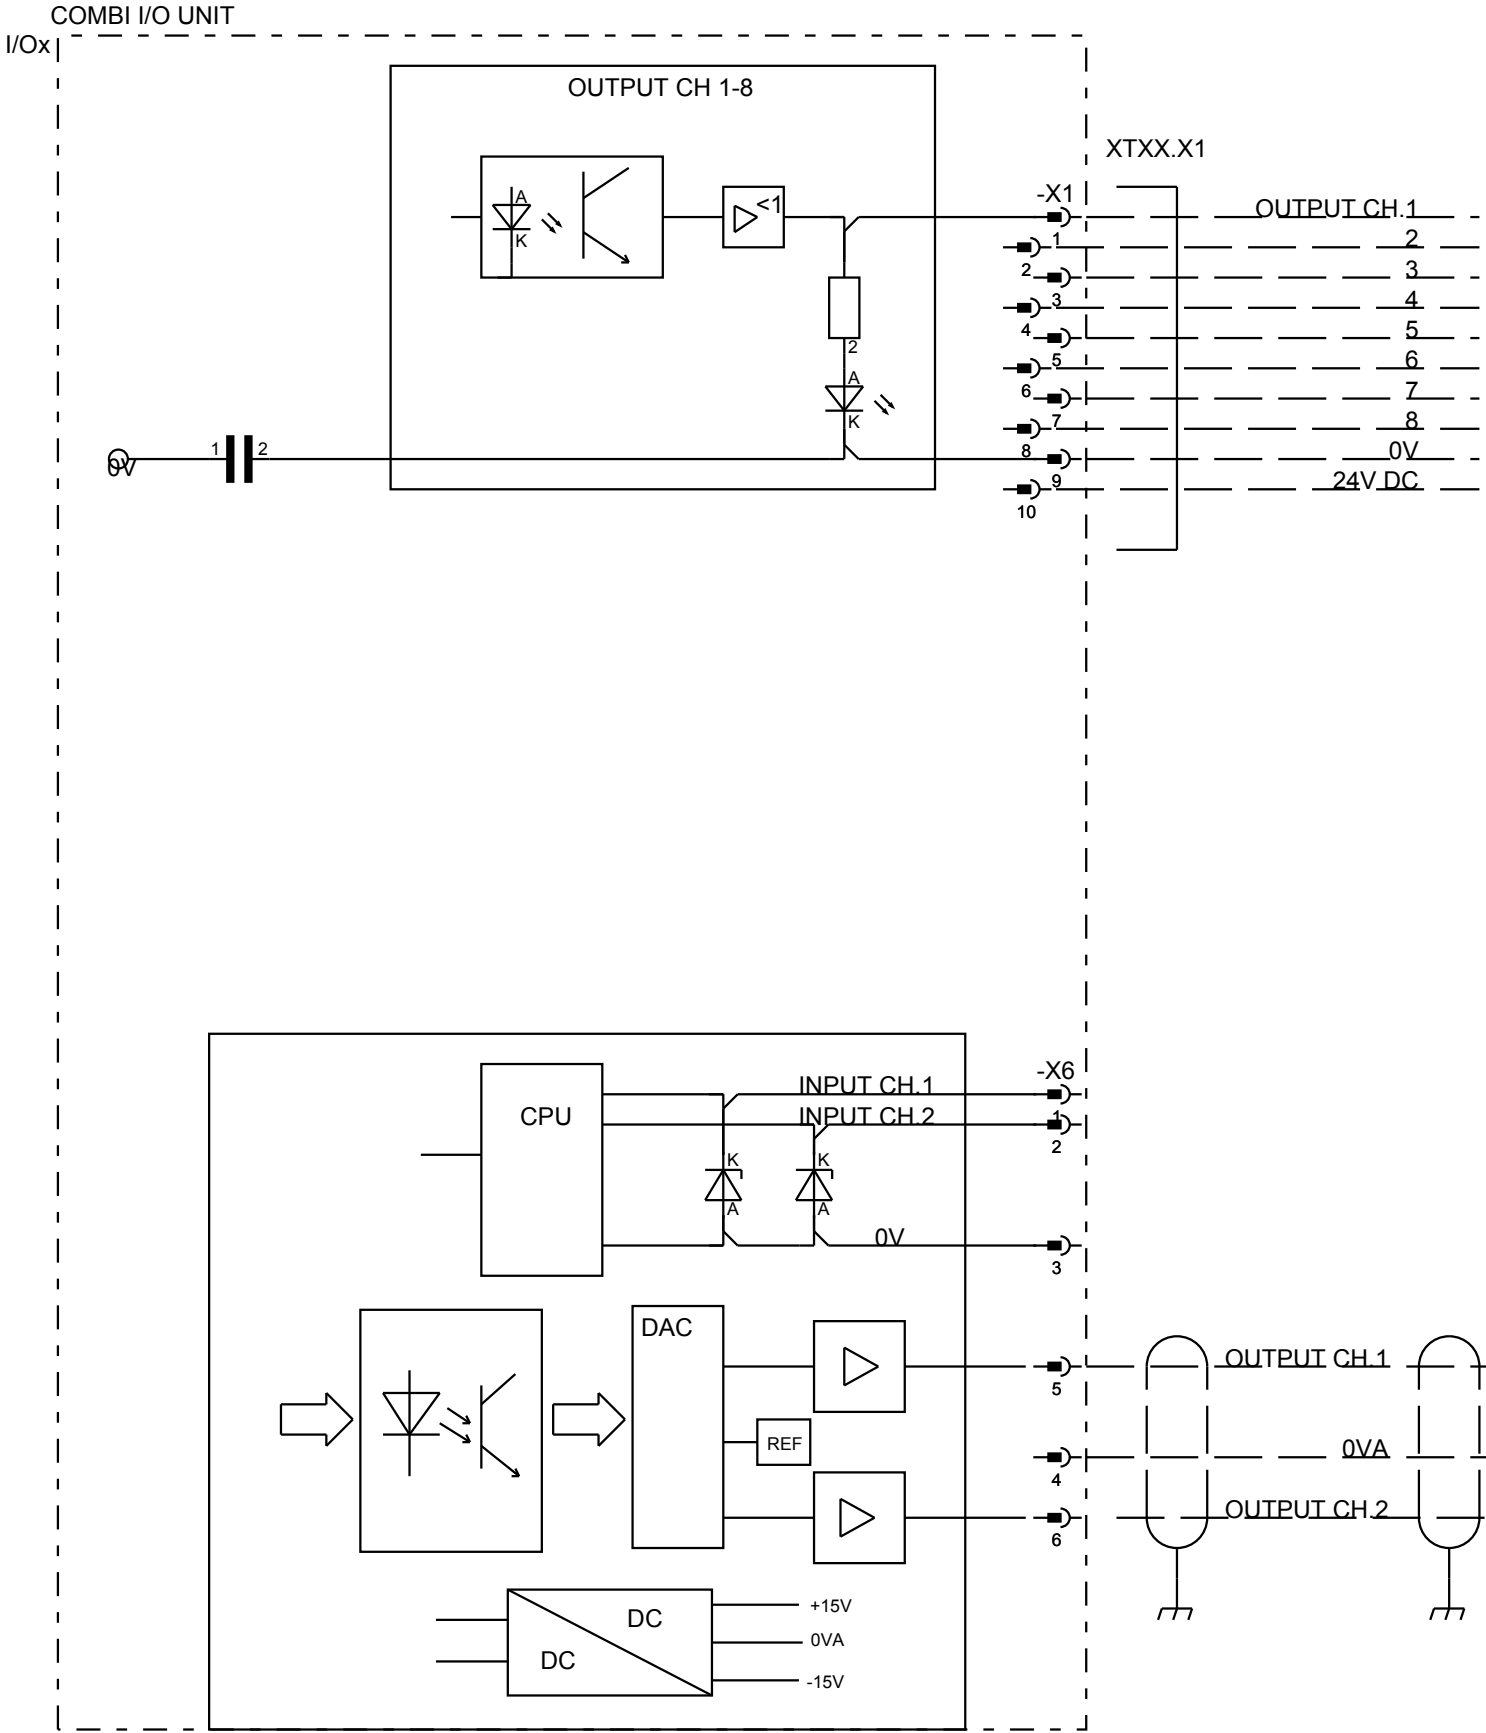 COMBI I/O UNIT
I/Ox
OUTPUT CH 1-8
XTXX.X1
-X1
A
K
<1
OUTPUT CH.1
1
2
2
3
3
4
4
5
2
5
6
A
6
7
K
7
8
0V
1
2
8
0V
9
24V DC
10
-X6
INPUT CH.1
CPU
INPUT CH.2
1
2
K
K
A
A
0V
3
DAC
OUTPUT CH.1
5
REF
0VA
4
OUTPUT CH.2
6
DC
+15V
0VA
DC
-15V